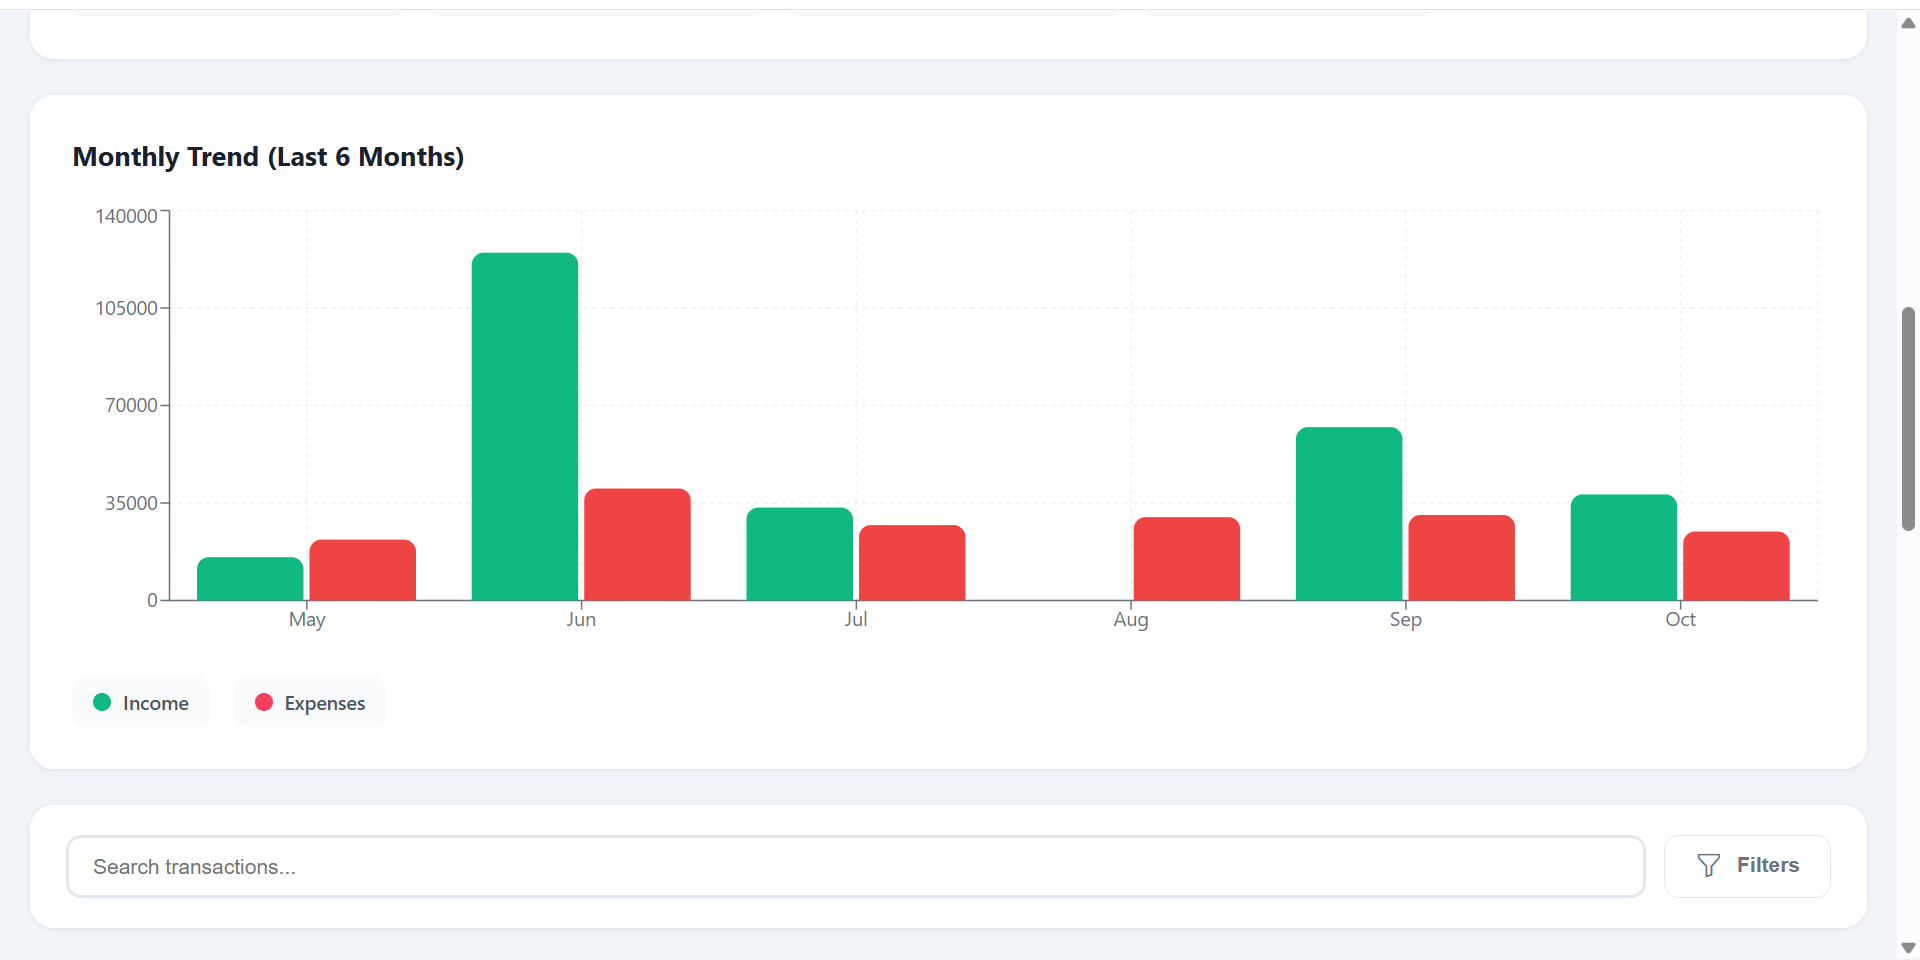 Monthly Trend (Last 6 Months)
140000
105000
70000
35000
0
May Jun Jul Aug Sep Oct
Income Expenses
Search transactions... Filters